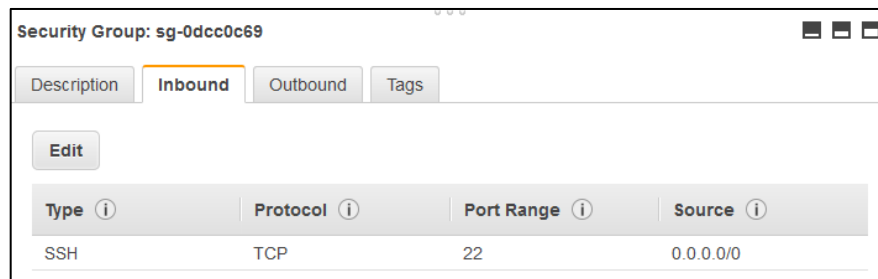 Security Group: sg-0dcc0c69
Description Inbound Outbound Tags
Edit
Type i Protocol i Port Range i Source i
SSH TCP 22 0.0.0.0/0